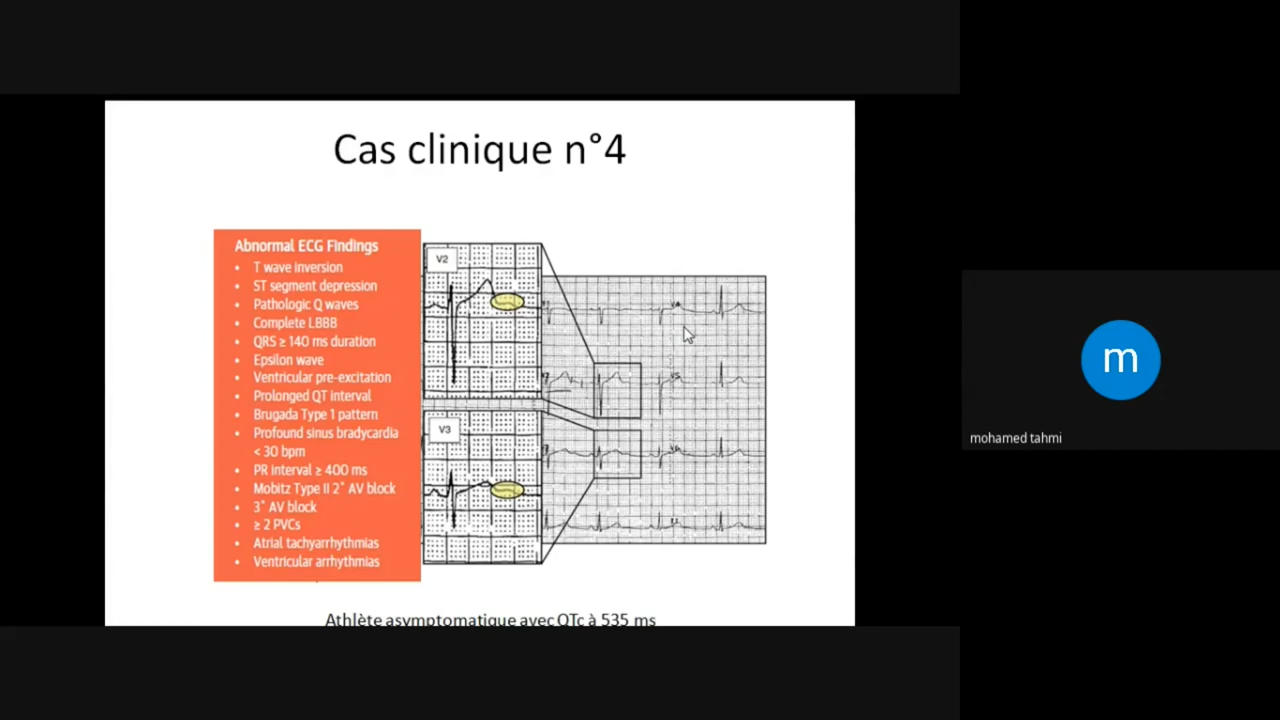 Cas clinique n°4
Abnormal ECG Findings
• T wave inversion
• ST segment depression
• Pathologic Q waves
• Complete LBBB
• QRS ≥ 140 ms duration
• Epsilon wave
• Ventricular pre-excitation
• Prolonged QT interval
• Brugada Type 1 pattern
• Profound sinus bradycardia
< 30 bpm
• PR interval ≥ 400 ms
• Mobitz Type II 2° AV block
• 3° AV block
• ≥ 2 PVCs
• Atrial tachyarrhythmias
• Ventricular arrhythmias
V2
V3
V5
Athlète asymptomatique avec QTc à 535 ms
m
mohamed tahmi